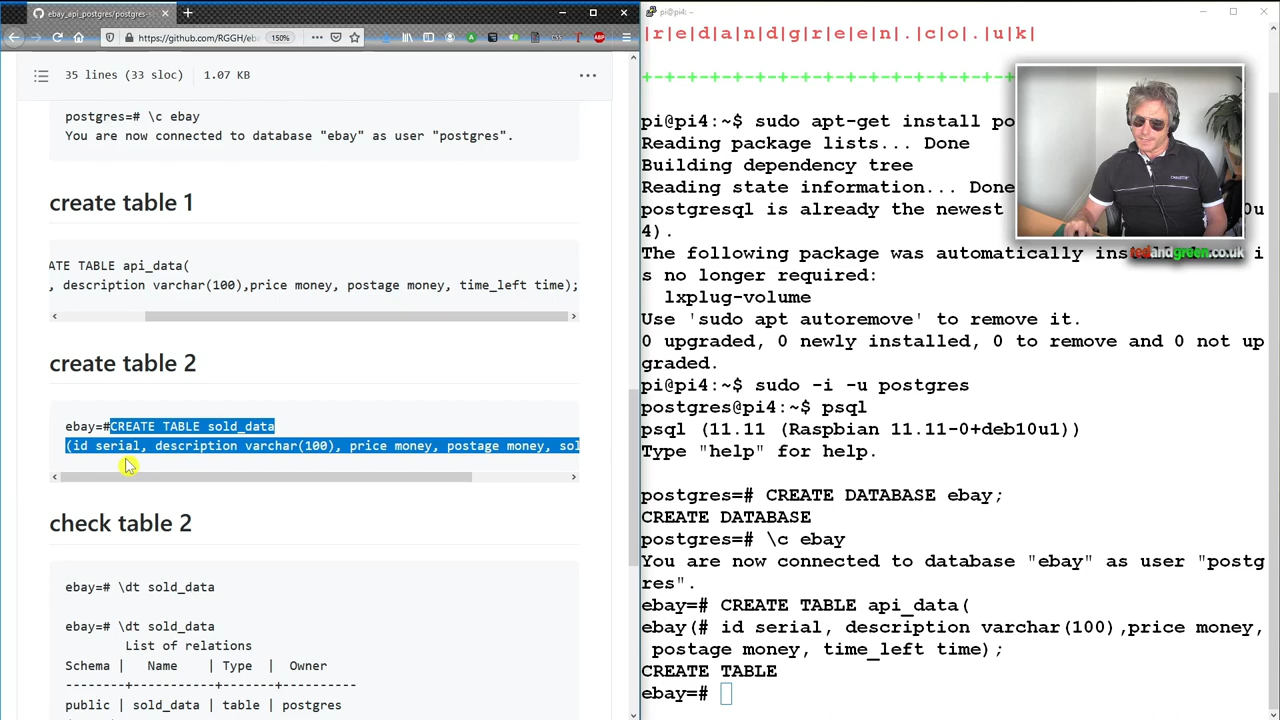 ebay_api_postgres/postgres-s
https://github.com/RGGH/eb
150%
35 lines (33 sloc) | 1.07 KB
postgres=# \c ebay
You are now connected to database "ebay" as user "postgres".
create table 1
ATE TABLE api_data(
, description varchar(100),price money, postage money, time_left time);
create table 2
ebay=#CREATE TABLE sold_data
(id serial, description varchar(100), price money, postage money, sol
check table 2
ebay=# \dt sold_data
ebay=# \dt sold_data
List of relations
Schema | Name | Type | Owner
--------+-----------+-------+----------
public | sold_data | table | postgres
pi@pi4: ~
|r|e|d|a|n|d|g|r|e|e|n|.|c|o|.|u|k|
+-+-+-+-+-+-+-+-+-+-+-+-+-+-+-+-+-+
pi@pi4:~$ sudo apt-get install po
Reading package lists... Done
Building dependency tree
Reading state information... Done
postgresql is already the newest
0u
4).
The following package was automatically ins
i
s no longer required:
lxplug-volume
Use 'sudo apt autoremove' to remove it.
0 upgraded, 0 newly installed, 0 to remove and 0 not up
graded.
pi@pi4:~$ sudo -i -u postgres
postgres@pi4:~$ psql
psql (11.11 (Raspbian 11.11-0+deb10u1))
Type "help" for help.
postgres=# CREATE DATABASE ebay;
CREATE DATABASE
postgres=# \c ebay
You are now connected to database "ebay" as user "postg
res".
ebay=# CREATE TABLE api_data(
ebay(# id serial, description varchar(100),price money,
postage money, time_left time);
CREATE TABLE
ebay=#
redandgreen.co.uk